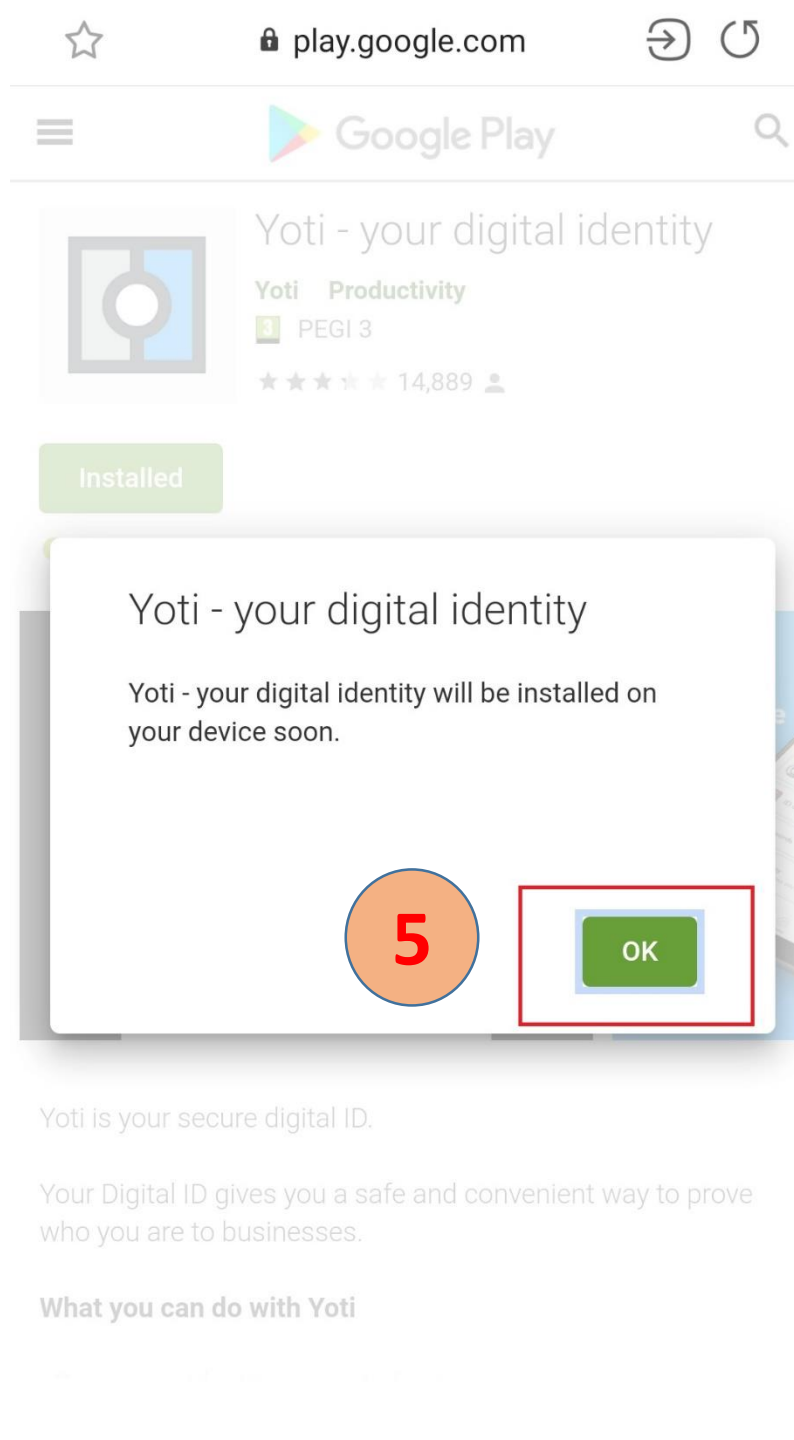 play.google.com
Google Play
Yoti - your digital identity
Yoti Productivity
3 PEGI 3
14,889
Installed
Yoti - your digital identity
Yoti - your digital identity will be installed on
your device soon.
5
OK
Yoti is your secure digital ID.
Your Digital ID gives you a safe and convenient way to prove
who you are to businesses.
What you can do with Yoti